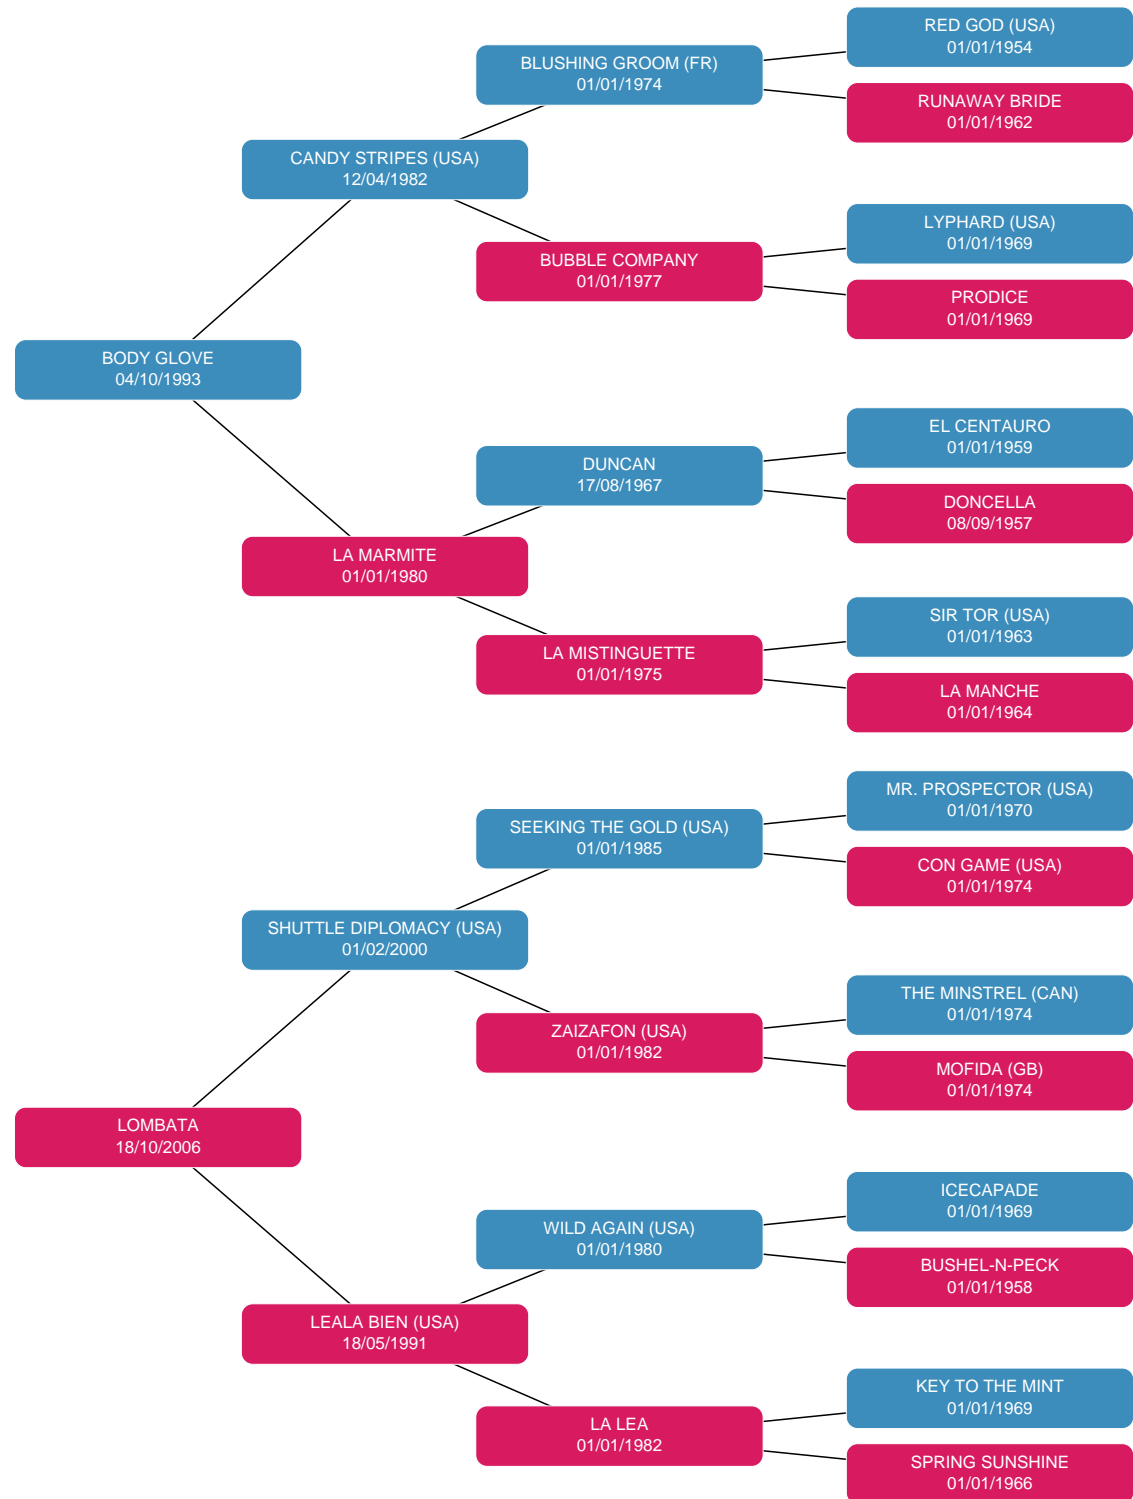 RED GOD (USA)
01/01/1954
BLUSHING GROOM (FR)
01/01/1974
RUNAWAY BRIDE
01/01/1962
CANDY STRIPES (USA)
12/04/1982
LYPHARD (USA)
01/01/1969
BUBBLE COMPANY
01/01/1977
PRODICE
01/01/1969
BODY GLOVE
04/10/1993
EL CENTAURO
01/01/1959
DUNCAN
17/08/1967
DONCELLA
08/09/1957
LA MARMITE
01/01/1980
SIR TOR (USA)
01/01/1963
LA MISTINGUETTE
01/01/1975
LA MANCHE
01/01/1964
MR. PROSPECTOR (USA)
01/01/1970
SEEKING THE GOLD (USA)
01/01/1985
CON GAME (USA)
01/01/1974
SHUTTLE DIPLOMACY (USA)
01/02/2000
THE MINSTREL (CAN)
01/01/1974
ZAIZAFON (USA)
01/01/1982
MOFIDA (GB)
01/01/1974
LOMBATA
18/10/2006
ICECAPADE
01/01/1969
WILD AGAIN (USA)
01/01/1980
BUSHEL-N-PECK
01/01/1958
LEALA BIEN (USA)
18/05/1991
KEY TO THE MINT
01/01/1969
LA LEA
01/01/1982
SPRING SUNSHINE
01/01/1966